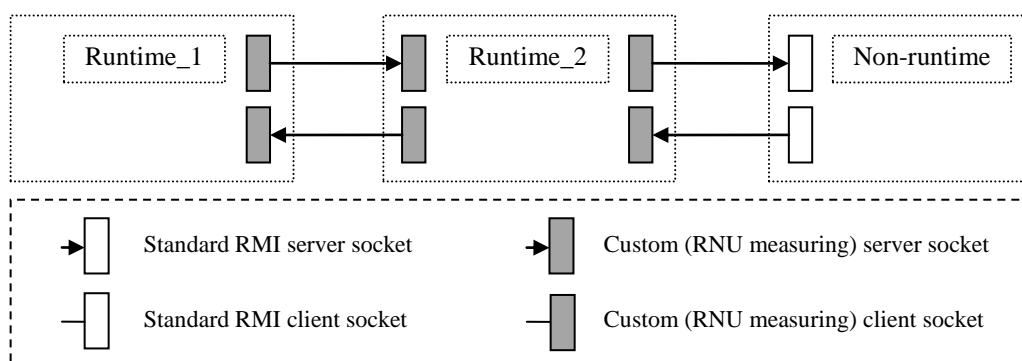 Runtime_1
Runtime_2
Non-runtime
Standard RMI server socket
Custom (RNU measuring) server socket
Standard RMI client socket
Custom (RNU measuring) client socket